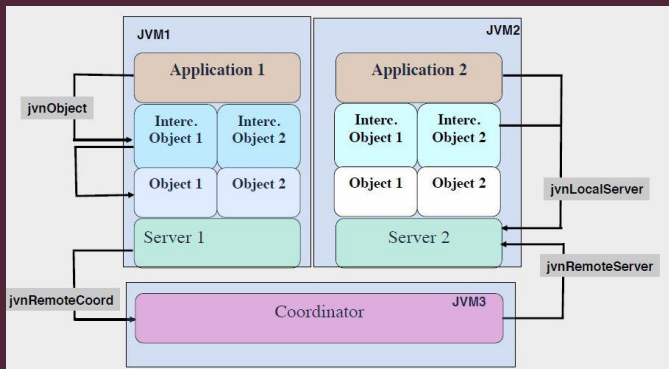 JVM1
JVM2
Application 1
Application 2
jvnObject
Interc.
Object 1
Interc.
Object 2
Interc.
Object 1
Interc.
Object 2
Object 1
Object 2
Object 1
Object 2
jvnLocalServer
Server 1
Server 2
jvnRemoteServer
jvnRemoteCoord
Coordinator
JVM3